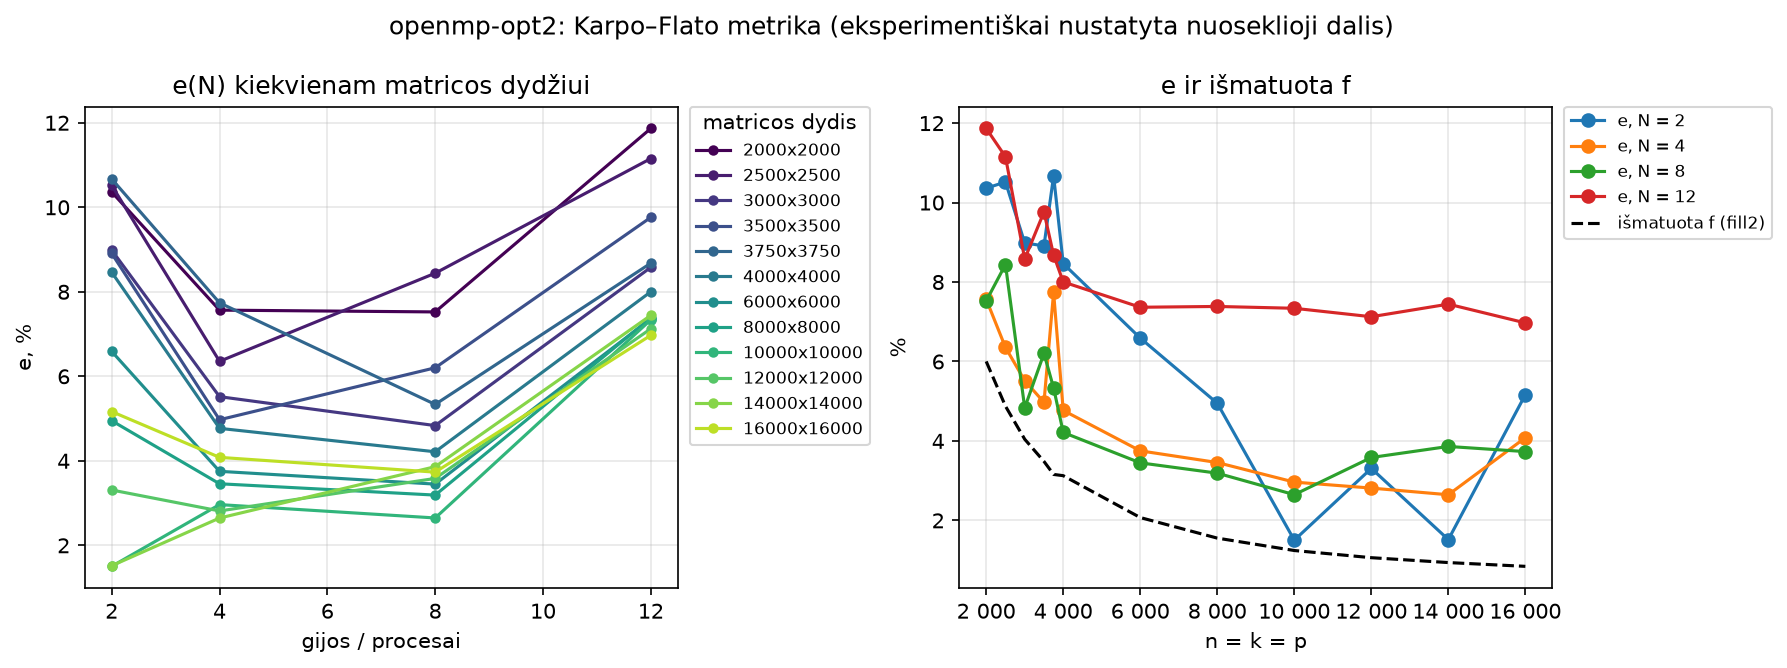 openmp-opt2: Karpo–Flato metrika (eksperimentiškai nustatyta nuoseklioji dalis)
e(N) kiekvienam matricos dydžiui
e, %
12
10
8
6
4
2
2
4
6
8
10
12
gijos / procesai
matricos dydis
2000x2000
2500x2500
3000x3000
3500x3500
3750x3750
4000x4000
6000x6000
8000x8000
10000x10000
12000x12000
14000x14000
16000x16000
e ir išmatuota f
%
12
10
8
6
4
2
2 000
4 000
6 000
8 000
10 000
12 000
14 000
16 000
n = k = p
e, N = 2
e, N = 4
e, N = 8
e, N = 12
išmatuota f (fill2)